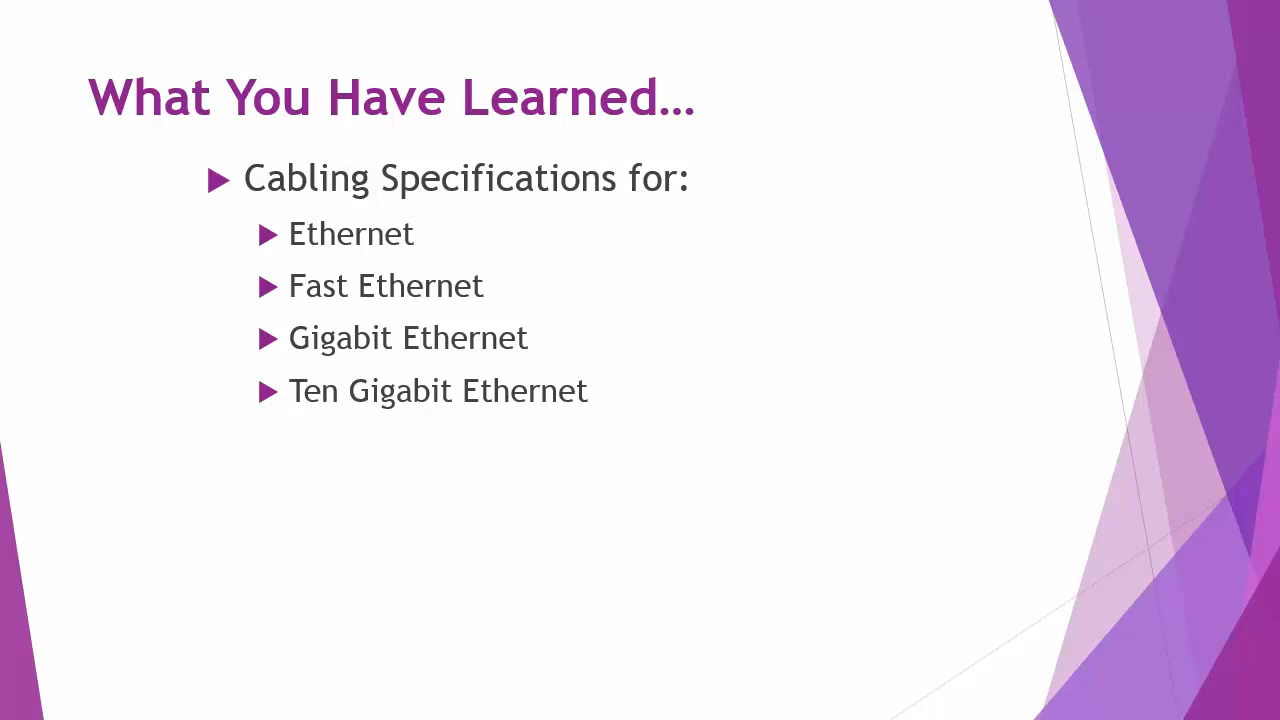 What You Have Learned…
Cabling Specifications for:
Ethernet
Fast Ethernet
Gigabit Ethernet
Ten Gigabit Ethernet